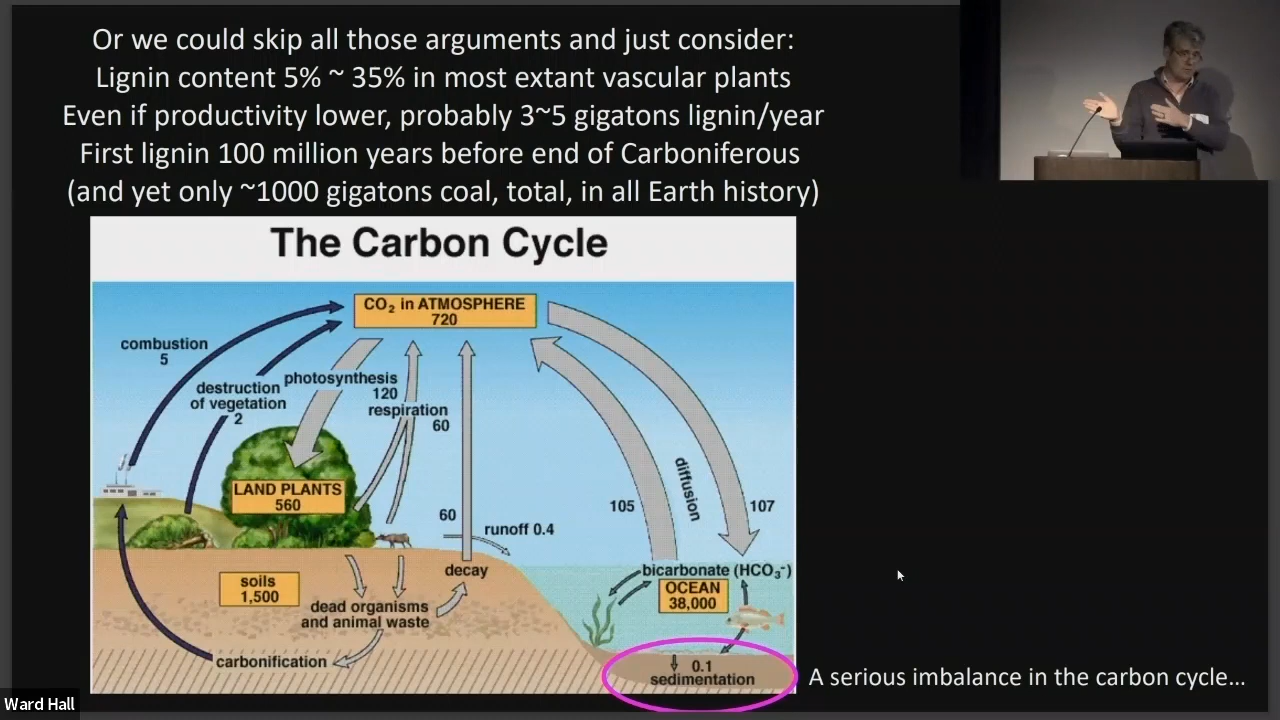 Or we could skip all those arguments and just consider:
Lignin content 5% ~ 35% in most extant vascular plants
Even if productivity lower, probably 3~5 gigatons lignin/year
First lignin 100 million years before end of Carboniferous
(and yet only ~1000 gigatons coal, total, in all Earth history)
The Carbon Cycle
CO₂ in ATMOSPHERE
720
combustion
5
destruction
of vegetation
2
photosynthesis
120
respiration
60
LAND PLANTS
560
60
runoff 0.4
decay
soils
1,500
dead organisms
and animal waste
carbonification
105
diffusion
107
bicarbonate (HCO₃⁻)
OCEAN
38,000
0.1
sedimentation
A serious imbalance in the carbon cycle...
Ward Hall